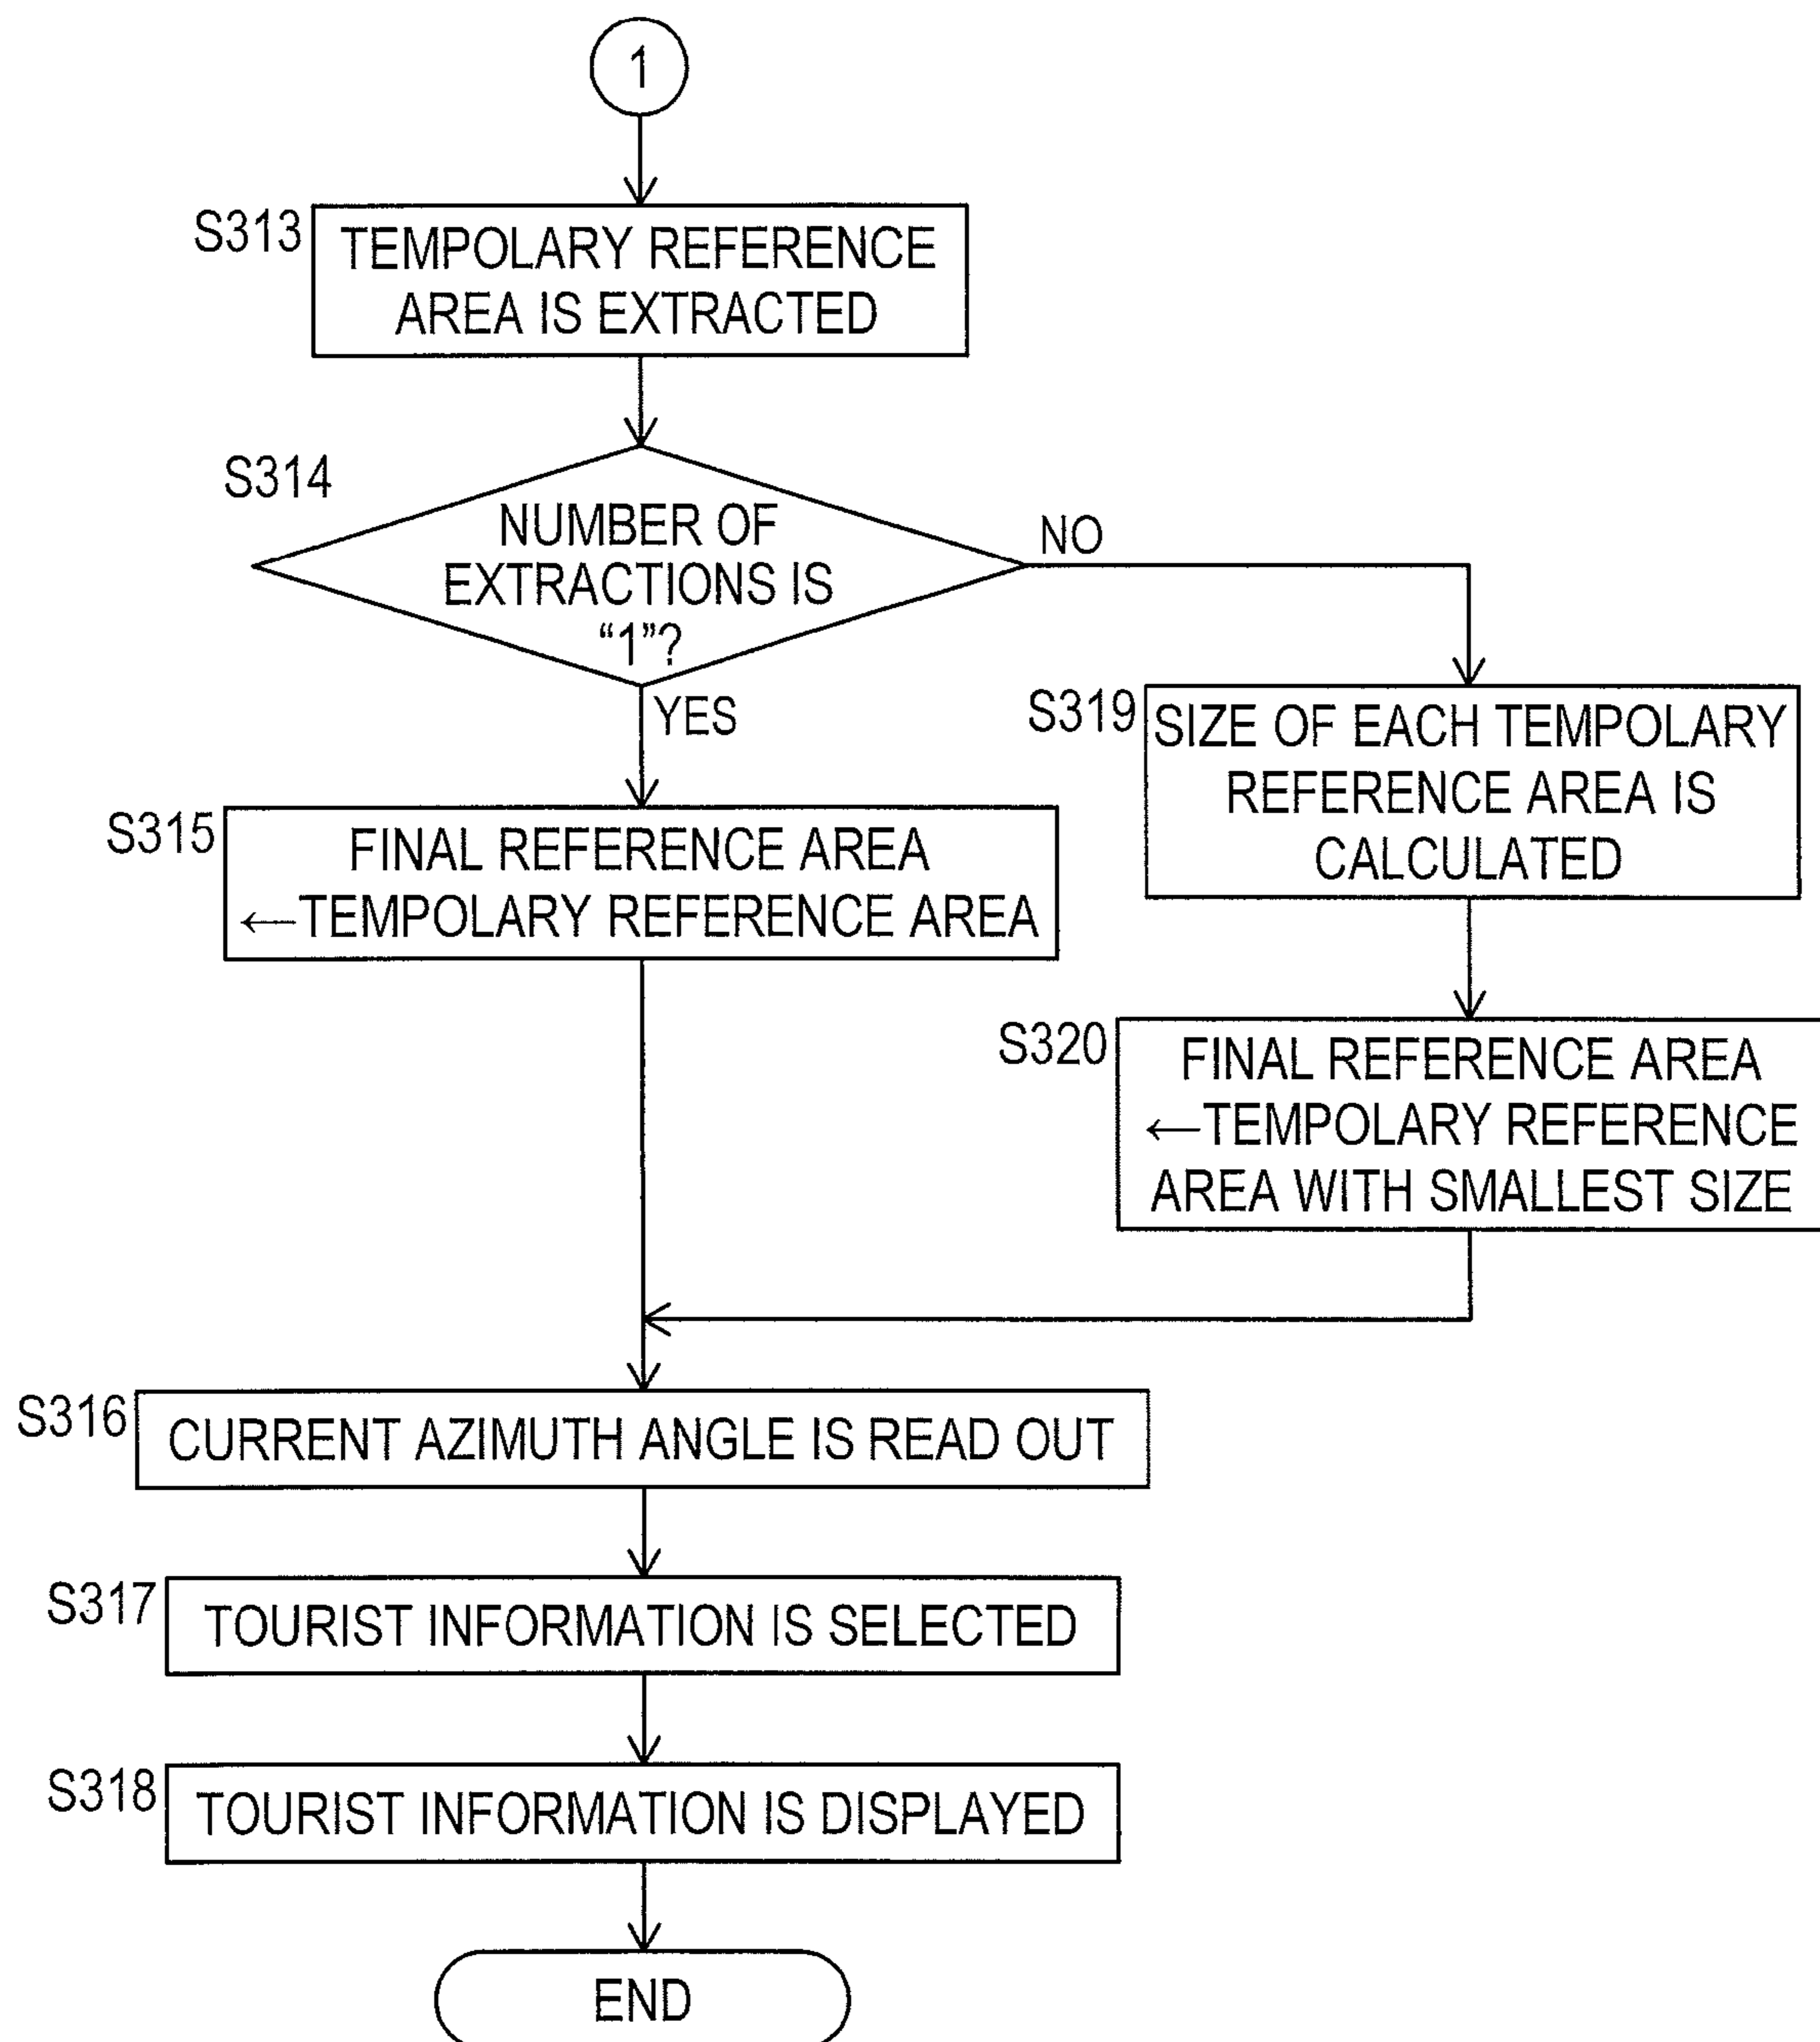 1
S313
TEMPOLARY REFERENCE
AREA IS EXTRACTED
S314
NUMBER OF
EXTRACTIONS IS
“1”?
NO
YES
S319
SIZE OF EACH TEMPOLARY
REFERENCE AREA IS
CALCULATED
S315
FINAL REFERENCE AREA
←TEMPOLARY REFERENCE AREA
S320
FINAL REFERENCE AREA
←TEMPOLARY REFERENCE
AREA WITH SMALLEST SIZE
S316
CURRENT AZIMUTH ANGLE IS READ OUT
S317
TOURIST INFORMATION IS SELECTED
S318
TOURIST INFORMATION IS DISPLAYED
END